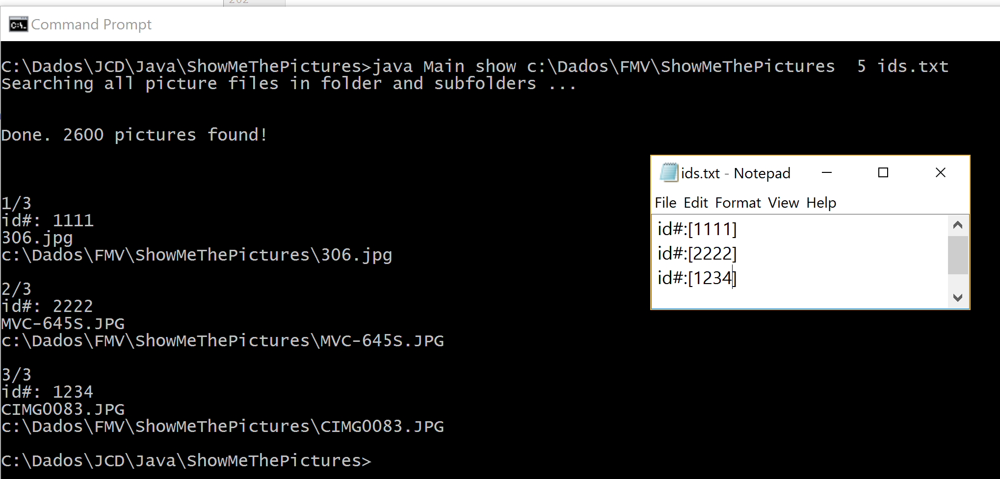 202
Command Prompt
C:\Dados\JCD\Java\ShowMeThePictures>java Main show c:\Dados\FMV\ShowMeThePictures  5 ids.txt
Searching all picture files in folder and subfolders ...
Done. 2600 pictures found!
1/3
id#: 1111
306.jpg
c:\Dados\FMV\ShowMeThePictures\306.jpg
2/3
id#: 2222
MVC-645S.JPG
c:\Dados\FMV\ShowMeThePictures\MVC-645S.JPG
3/3
id#: 1234
CIMG0083.JPG
c:\Dados\FMV\ShowMeThePictures\CIMG0083.JPG
C:\Dados\JCD\Java\ShowMeThePictures>
ids.txt - Notepad
File Edit Format View Help
id#:[1111]
id#:[2222]
id#:[1234]